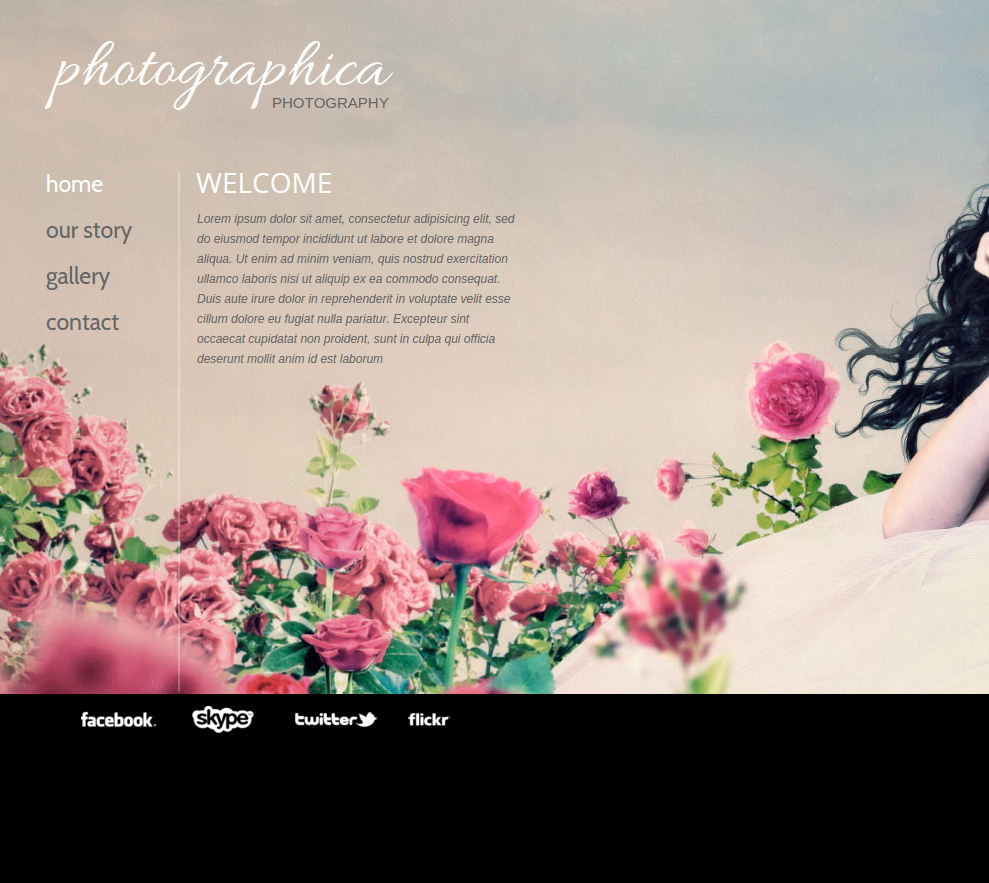 photographica
PHOTOGRAPHY
home
our story
gallery
contact
WELCOME
Lorem ipsum dolor sit amet, consectetur adipisicing elit, sed
do eiusmod tempor incididunt ut labore et dolore magna
aliqua. Ut enim ad minim veniam, quis nostrud exercitation
ullamco laboris nisi ut aliquip ex ea commodo consequat.
Duis aute irure dolor in reprehenderit in voluptate velit esse
cillum dolore eu fugiat nulla pariatur. Excepteur sint
occaecat cupidatat non proident, sunt in culpa qui officia
deserunt mollit anim id est laborum
facebook. skype twitter flickr